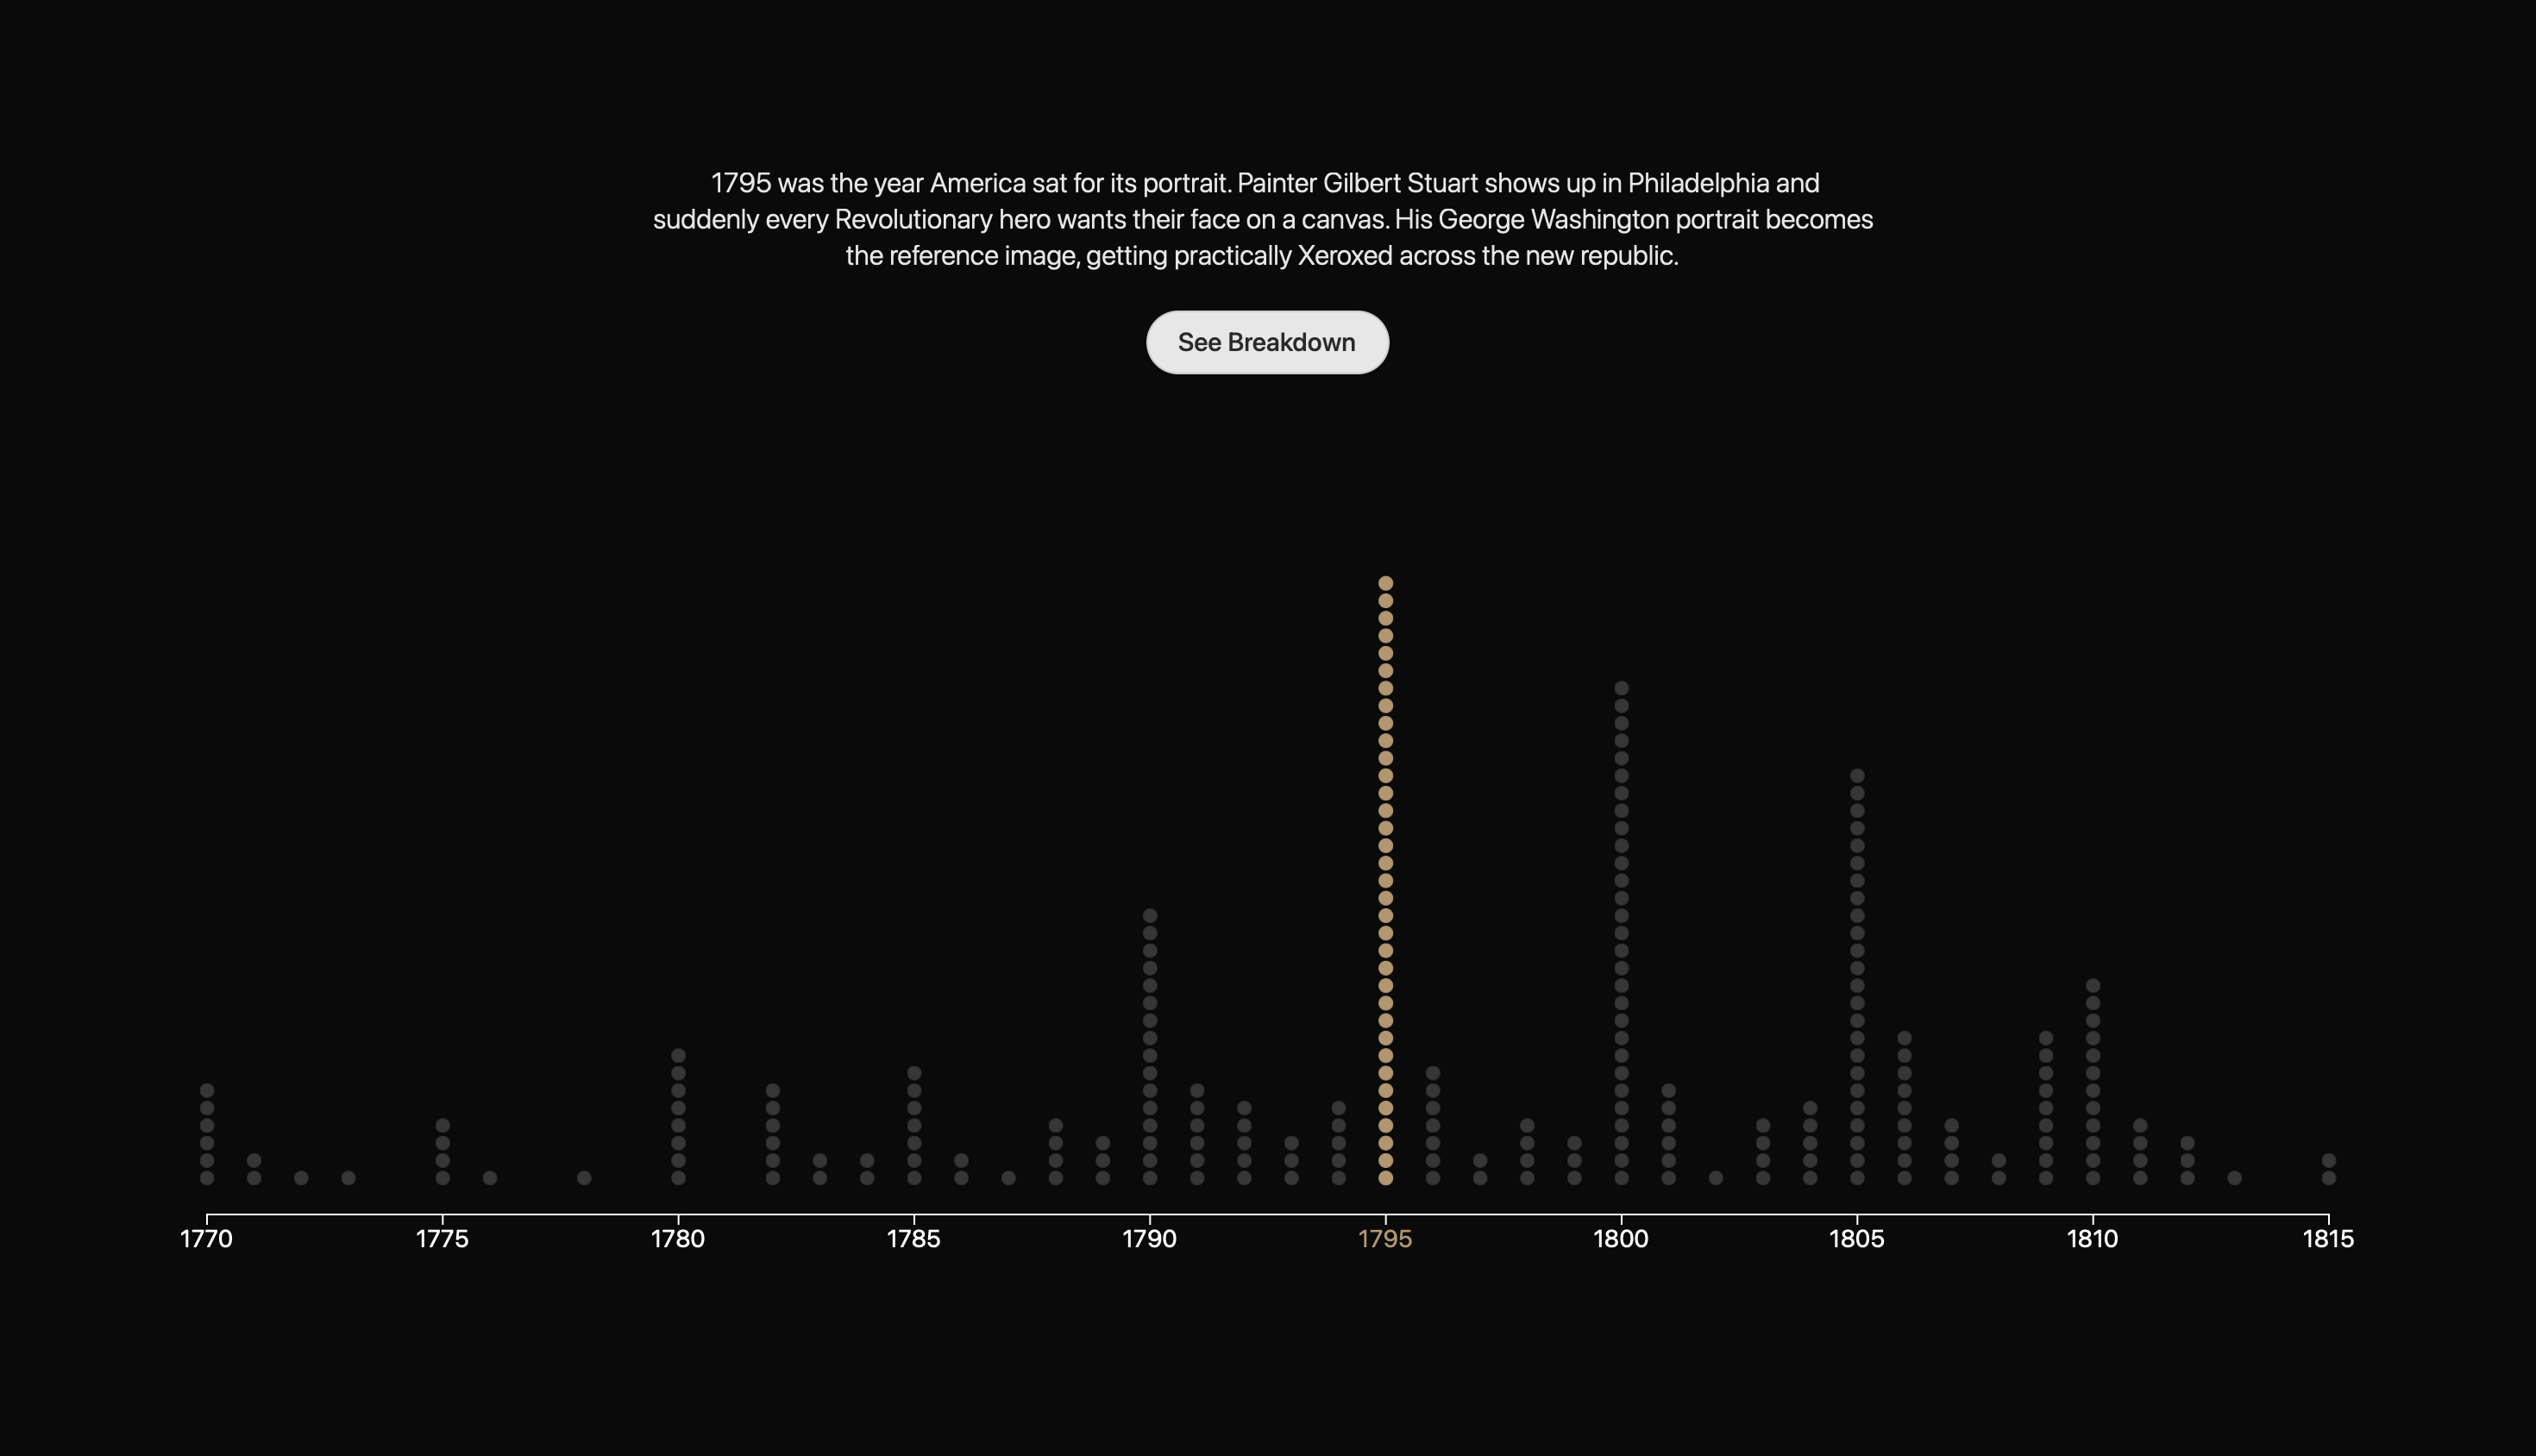 1795 was the year America sat for its portrait. Painter Gilbert Stuart shows up in Philadelphia and
suddenly every Revolutionary hero wants their face on a canvas. His George Washington portrait becomes
the reference image, getting practically Xeroxed across the new republic.
See Breakdown
1770 1775 1780 1785 1790 1795 1800 1805 1810 1815